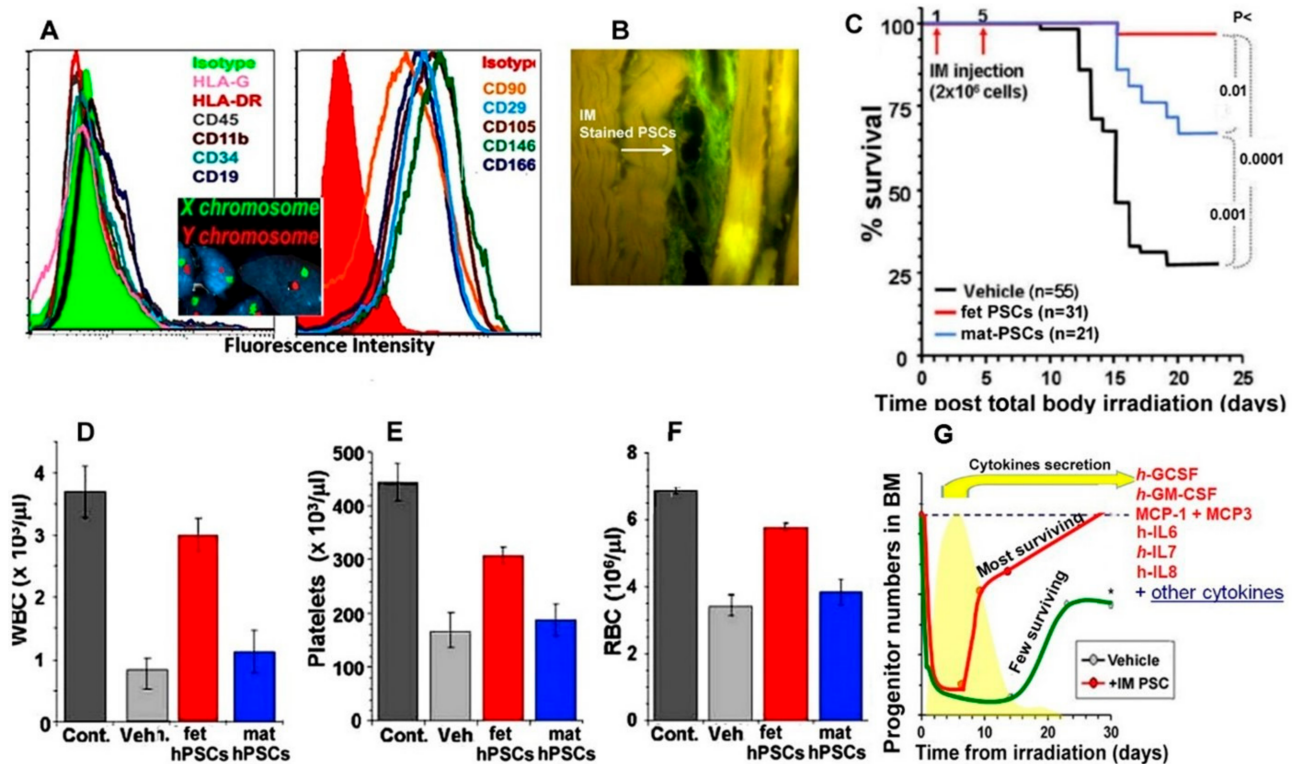 A
Isotype
HLA-G
HLA-DR
CD45
CD11b
CD34
CD19
X chromosome
Y chromosome
Isotype
CD90
CD29
CD105
CD146
CD166
Fluorescence Intensity
B
IM
Stained PSCs
C
P<
1 5
IM injection
(2x10⁶ cells)
0.01
0.0001
0.001
% survival
100
75
50
25
0
Vehicle (n=55)
fet PSCs (n=31)
mat-PSCs (n=21)
0 5 10 15 20 25
Time post total body irradiation (days)
D
WBC (x 10³/µl)
4
3
2
1
0
Cont. Veh. fet hPSCs mat hPSCs
E
Platelets (x 10³/µl)
500
400
300
200
100
0
Cont. Veh fet hPSCs mat hPSCs
F
RBC (10⁶/µl)
8
6
4
2
0
Cont. Veh fet hPSCs mat hPSCs
G
Cytokines secretion
h-GCSF
h-GM-CSF
MCP-1 + MCP3
h-IL6
h-IL7
h-IL8
+ other cytokines
Progenitor numbers in BM
Most surviving
Few surviving
*
Vehicle
+IM PSC
0 10 20 30
Time from irradiation (days)